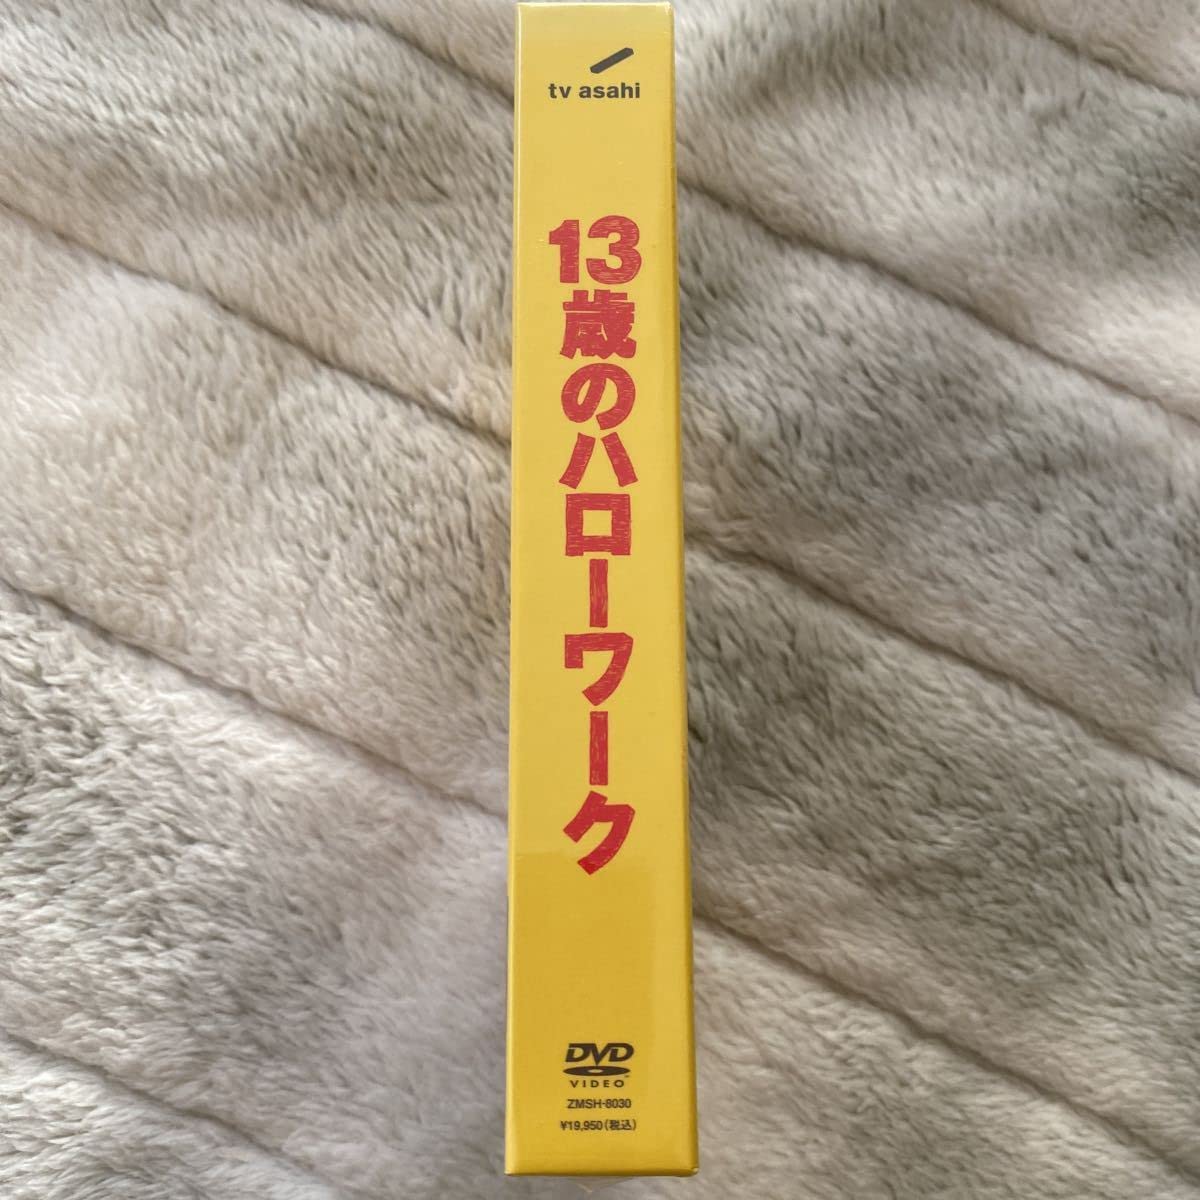 tv asahi
13歳のハローワーク
DVD
VIDEO
ZMSH-8030
¥19,950(税込)